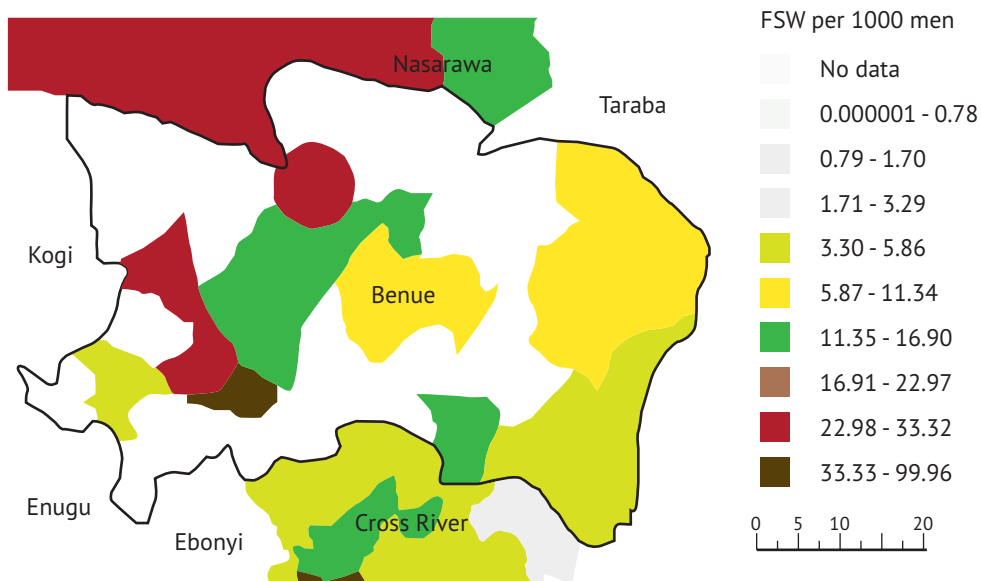 FSW per 1000 men
No data
0.000001 - 0.78
0.79 - 1.70
1.71 - 3.29
3.30 - 5.86
5.87 - 11.34
11.35 - 16.90
16.91 - 22.97
22.98 - 33.32
33.33 - 99.96
0 5 10 20
Nasarawa
Taraba
Kogi
Benue
Enugu
Ebonyi
Cross River